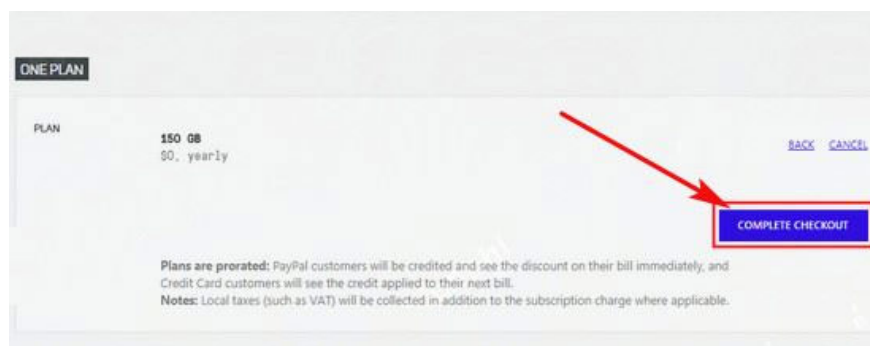 ONE PLAN
PLAN
150 GB
$0, yearly
BACK CANCEL
COMPLETE CHECKOUT
Plans are prorated: PayPal customers will be credited and see the discount on their bill immediately, and
Credit Card customers will see the credit applied to their next bill.
Notes: Local taxes (such as VAT) will be collected in addition to the subscription charge where applicable.